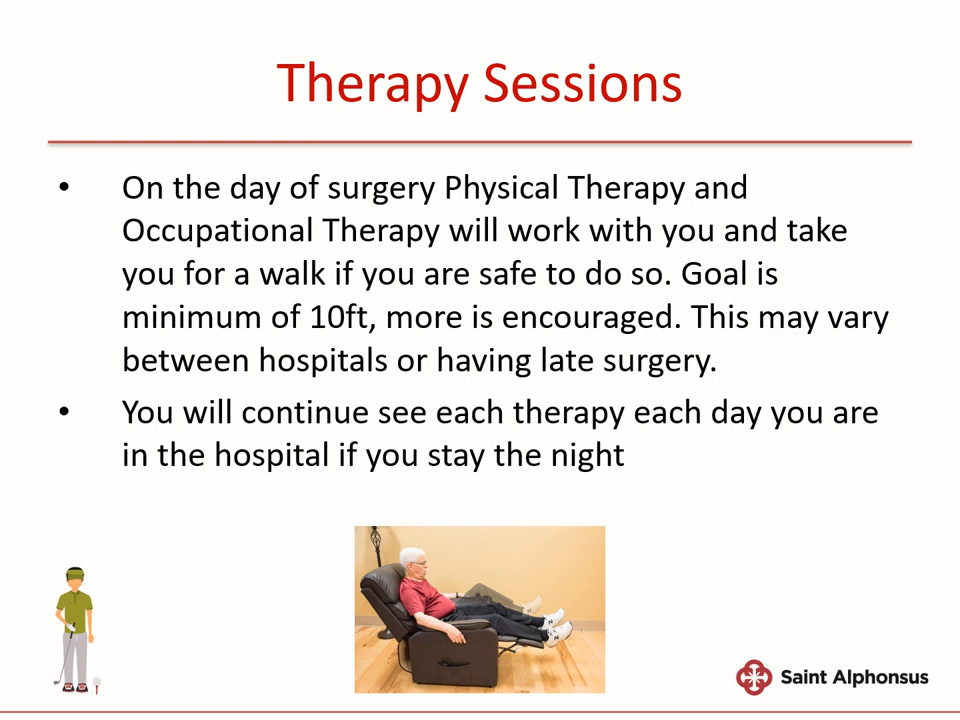 Therapy Sessions
• On the day of surgery Physical Therapy and
Occupational Therapy will work with you and take
you for a walk if you are safe to do so. Goal is
minimum of 10ft, more is encouraged. This may vary
between hospitals or having late surgery.
• You will continue see each therapy each day you are
in the hospital if you stay the night
Saint Alphonsus